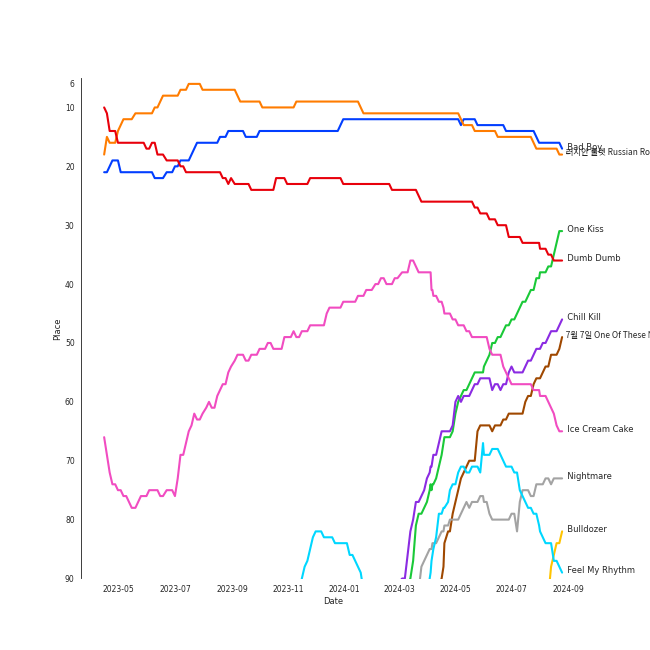 6
10
20
30
40
50
60
70
80
90
Place
2023-05
2023-07
2023-09
2023-11
2024-01
2024-03
2024-05
2024-07
2024-09
Date
Bad Boy
러시안 룰렛 Russian Ro
One Kiss
Dumb Dumb
Chill Kill
7월 7일 One Of These N
Ice Cream Cake
Nightmare
Bulldozer
Feel My Rhythm